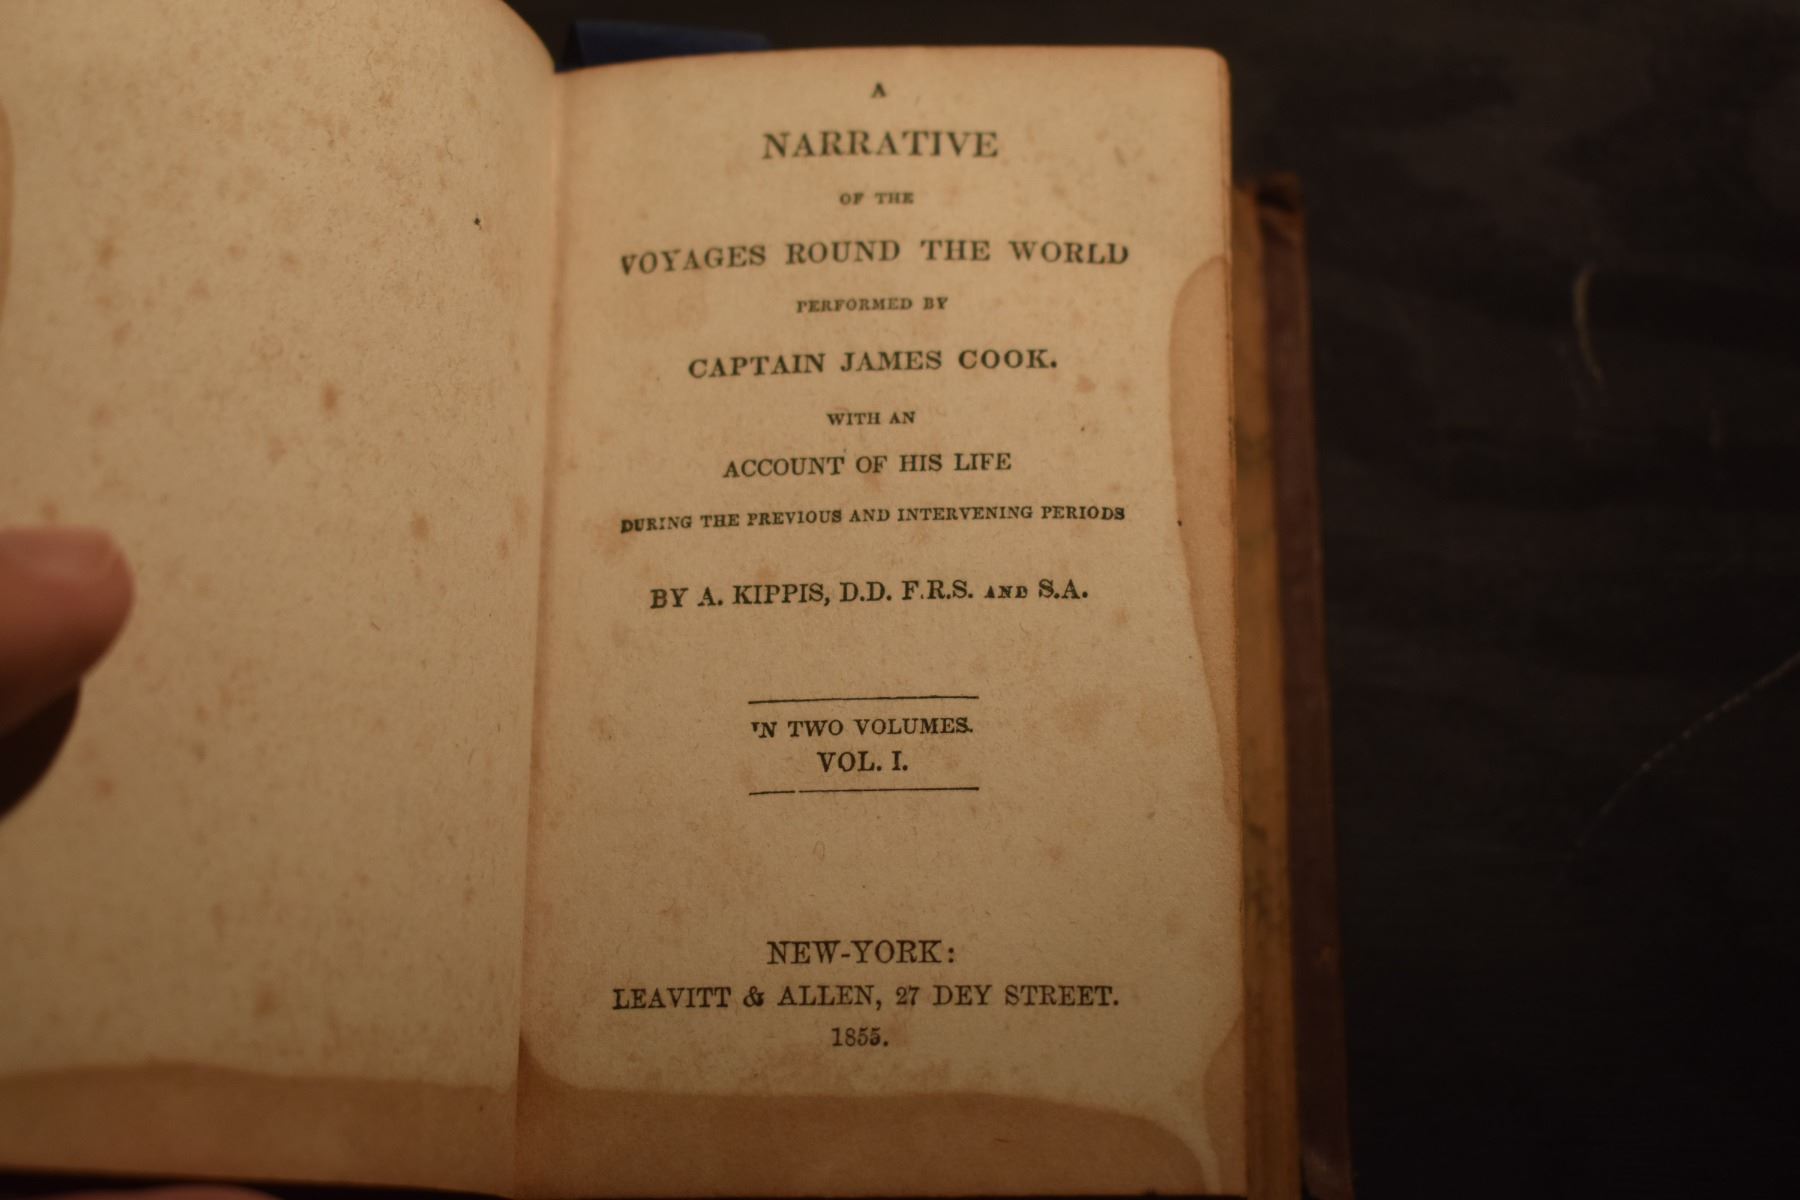 A
NARRATIVE
OF THE
VOYAGES ROUND THE WORLD
PERFORMED BY
CAPTAIN JAMES COOK.
WITH AN
ACCOUNT OF HIS LIFE
DURING THE PREVIOUS AND INTERVENING PERIODS
BY A. KIPPIS, D.D. F.R.S. AND S.A.
IN TWO VOLUMES.
VOL. I.
NEW-YORK:
LEAVITT & ALLEN, 27 DEY STREET.
1855.